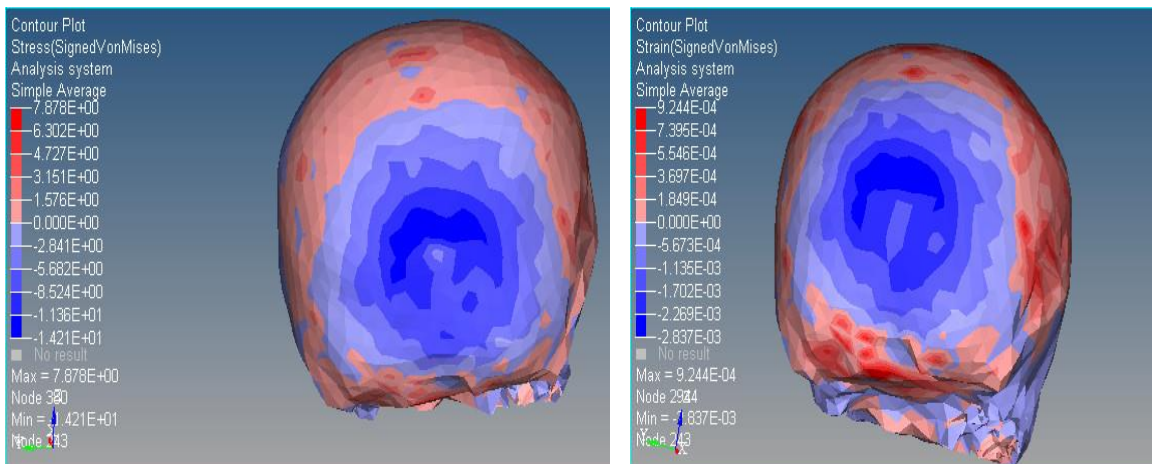 Contour Plot
Stress(SignedVonMises)
Analysis system
Simple Average
7.878E+00
6.302E+00
4.727E+00
3.151E+00
1.576E+00
0.000E+00
-2.841E+00
-5.682E+00
-8.524E+00
-1.136E+01
-1.421E+01
No result
Max = 7.878E+00
Node
Min =
Node
Contour Plot
Strain(SignedVonMises)
Analysis system
Simple Average
9.244E-04
7.395E-04
5.546E-04
3.697E-04
1.849E-04
0.000E+00
-5.673E-04
-1.135E-03
-1.702E-03
-2.269E-03
-2.837E-03
No result
Max = 9.244E-04
Node
Min =
Node 243
X